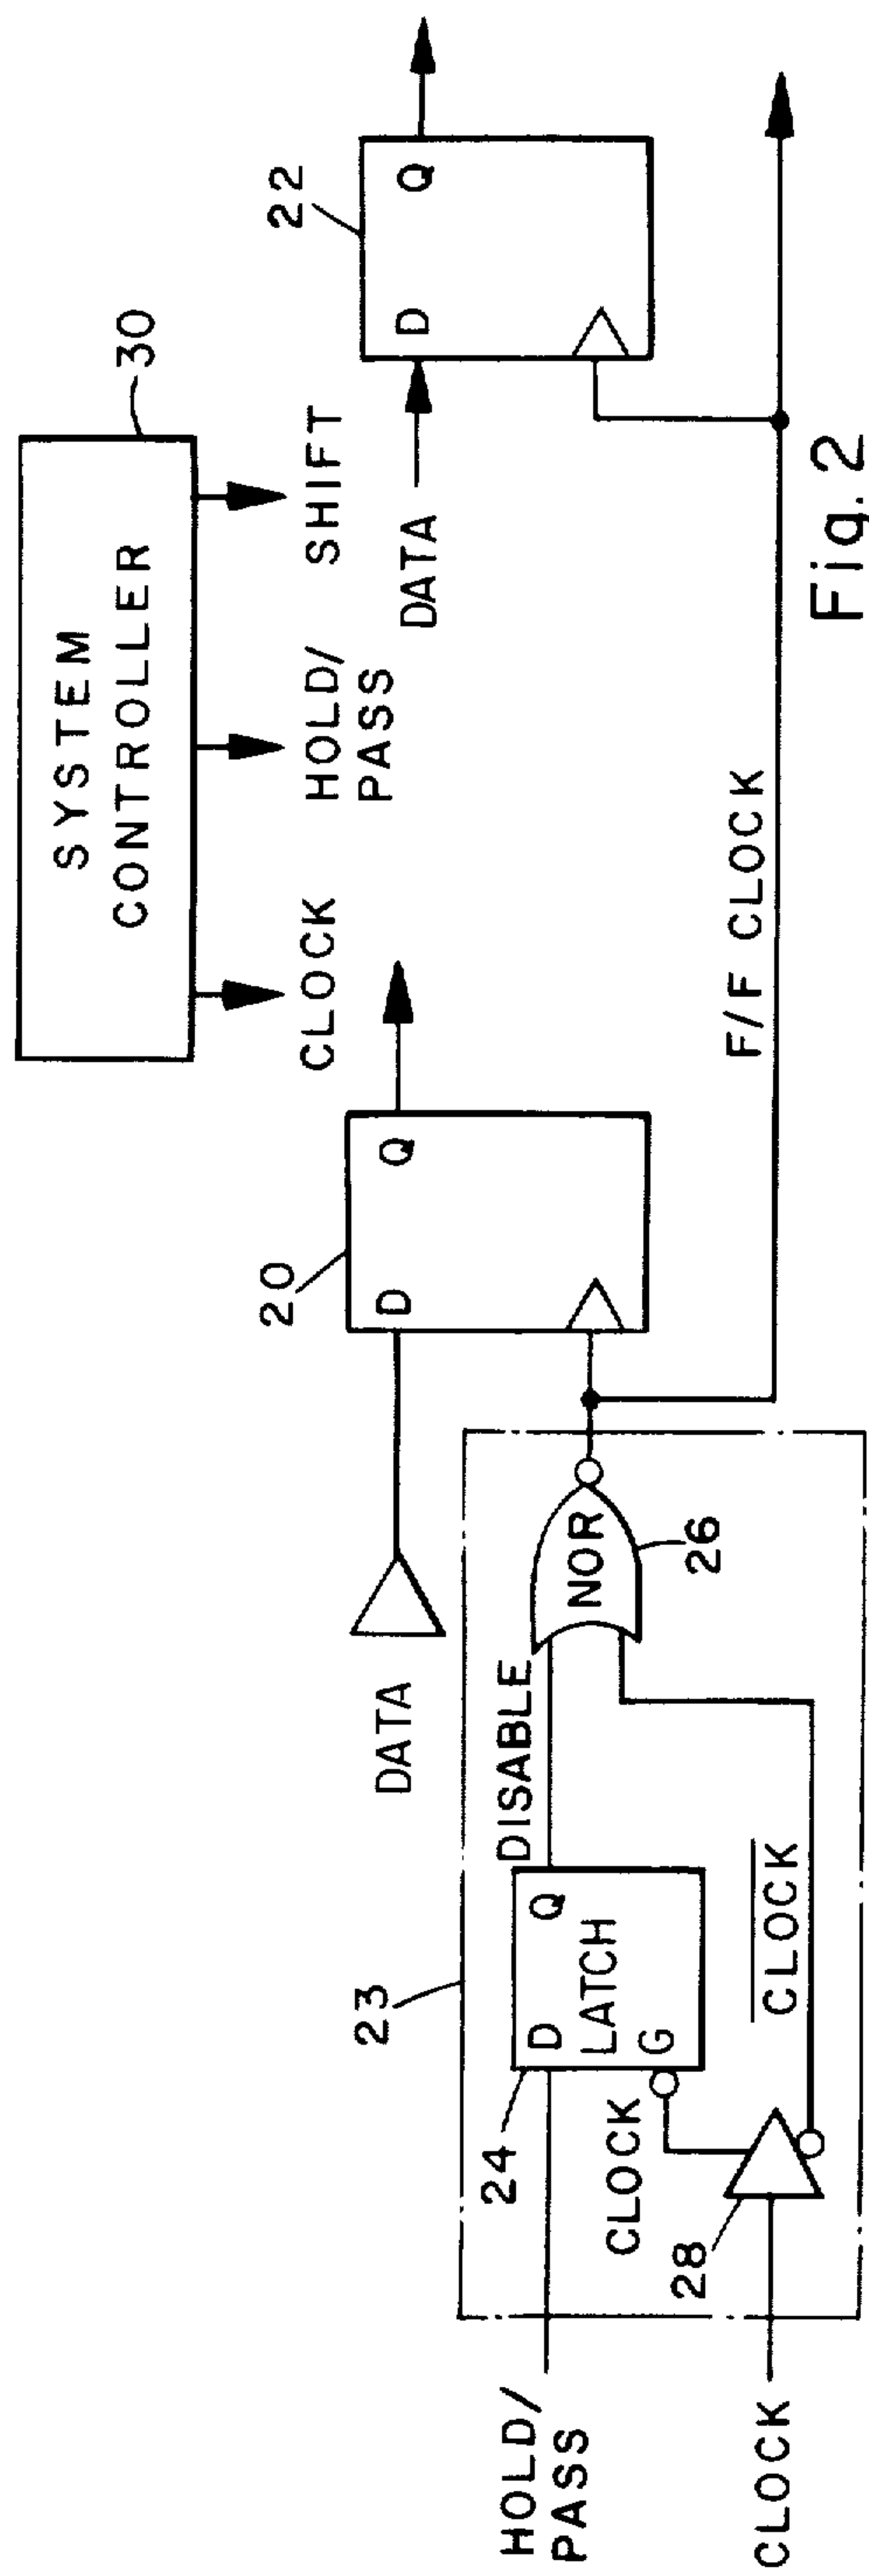 SYSTEM
CONTROLLER
30
CLOCK
HOLD/
PASS
SHIFT
22
D
Q
DATA
20
D
Q
DATA
F/F CLOCK
23
HOLD/
PASS
24
D
Q
LATCH
G
DISABLE
NOR
26
CLOCK
CLOCK
28
CLOCK
Fig. 2